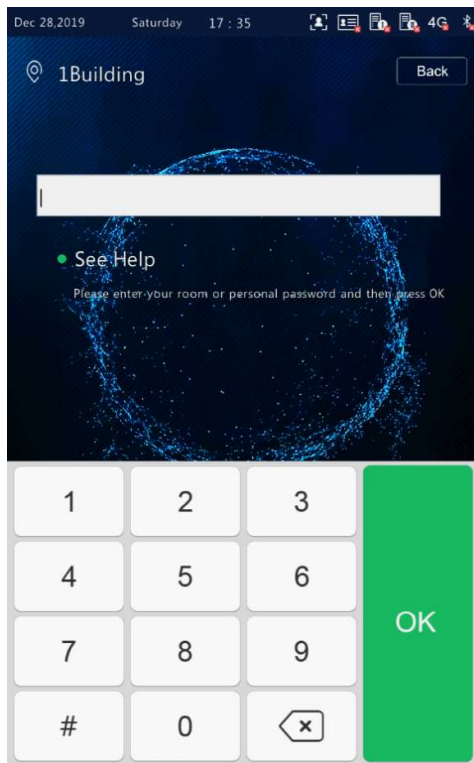 Dec 28,2019 Saturday 17 : 35 4G
1Building Back
See Help
Please enter your room or personal password and then press OK
1 2 3
4 5 6
OK
7 8 9
# 0